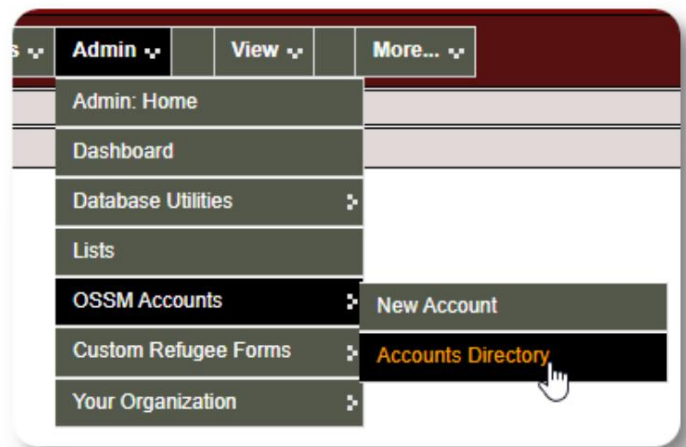 s Admin View More...
Admin: Home
Dashboard
Database Utilities
Lists
OSSM Accounts
New Account
Custom Refugee Forms
Accounts Directory
Your Organization